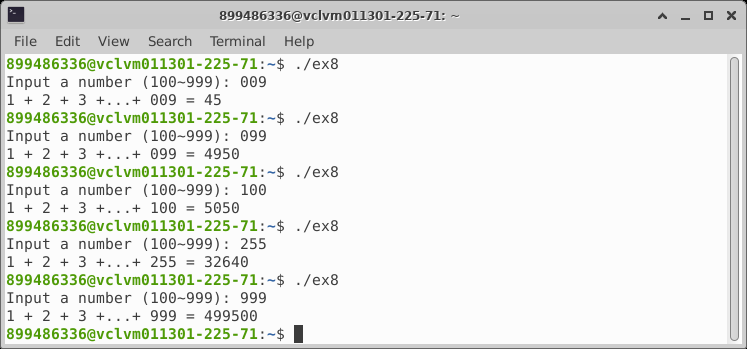 899486336@vclvm011301-225-71: ~
File Edit View Search Terminal Help
899486336@vclvm011301-225-71:~$ ./ex8
Input a number (100~999): 009
1 + 2 + 3 +...+ 009 = 45
899486336@vclvm011301-225-71:~$ ./ex8
Input a number (100~999): 099
1 + 2 + 3 +...+ 099 = 4950
899486336@vclvm011301-225-71:~$ ./ex8
Input a number (100~999): 100
1 + 2 + 3 +...+ 100 = 5050
899486336@vclvm011301-225-71:~$ ./ex8
Input a number (100~999): 255
1 + 2 + 3 +...+ 255 = 32640
899486336@vclvm011301-225-71:~$ ./ex8
Input a number (100~999): 999
1 + 2 + 3 +...+ 999 = 499500
899486336@vclvm011301-225-71:~$